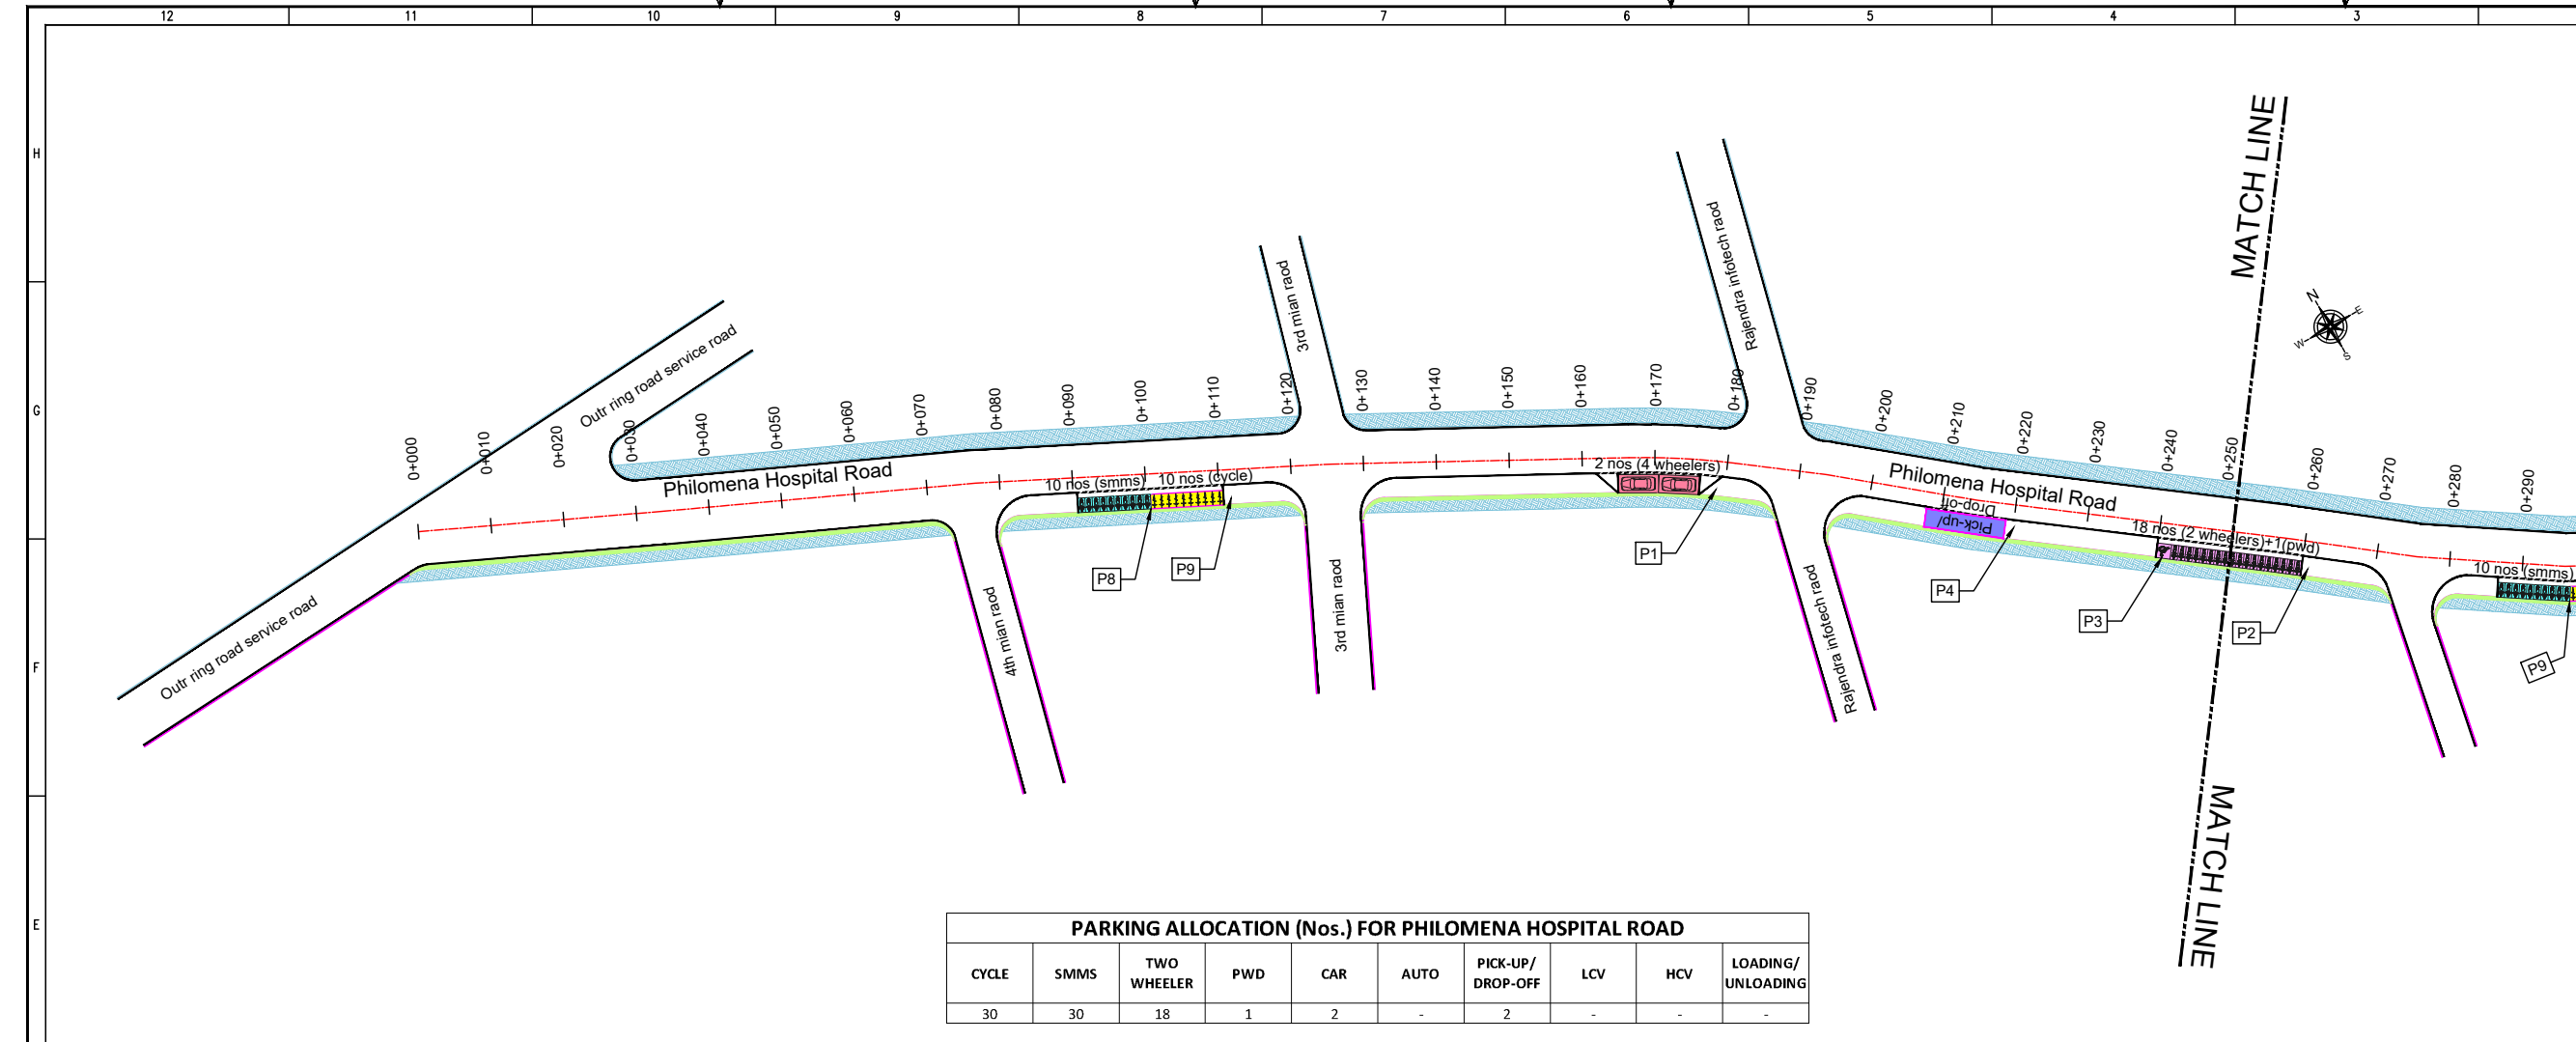 12 11 10 9 8 7 6 5 4 3
H
G
F
E
MATCH LINE
N
E
W
S
3rd mian raod
Rajendra infotech raod
Outr ring road service road
0+000
0+010
0+020
0+030
0+040
0+050
0+060
0+070
0+080
0+090
0+100
0+110
0+120
0+130
0+140
0+150
0+160
0+170
0+180
0+190
0+200
0+210
0+220
0+230
0+240
0+250
0+260
0+270
0+280
0+290
Philomena Hospital Road
10 nos (smms)
10 nos (cycle)
2 nos (4 wheelers)
Philomena Hospital Road
Pick-up/
Drop-off
18 nos (2 wheelers)+1(pwd)
10 nos (smms)
P8
P9
P1
P4
P3
P2
P9
Outr ring road service road
4th mian raod
3rd mian raod
Rajendra infotech raod
MATCH LINE
PARKING ALLOCATION (Nos.) FOR PHILOMENA HOSPITAL ROAD
CYCLE SMMS TWO WHEELER PWD CAR AUTO PICK-UP/ DROP-OFF LCV HCV LOADING/ UNLOADING
30 30 18 1 2 - 2 - - -